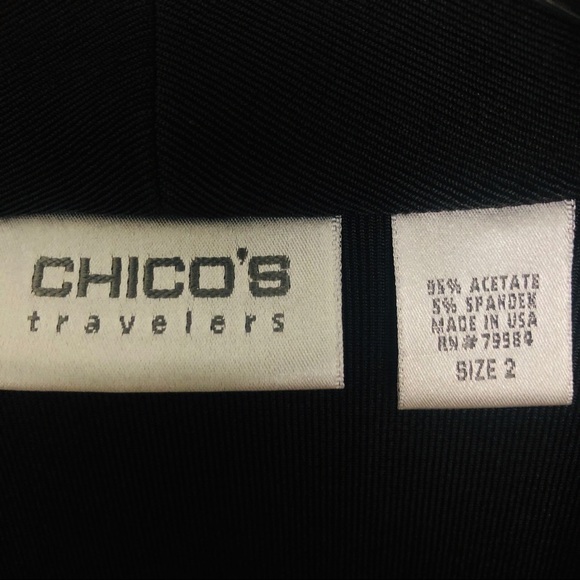 CHICO'S
travelers
95% ACETATE
5% SPANDEX
MADE IN USA
RN#79984
SIZE 2